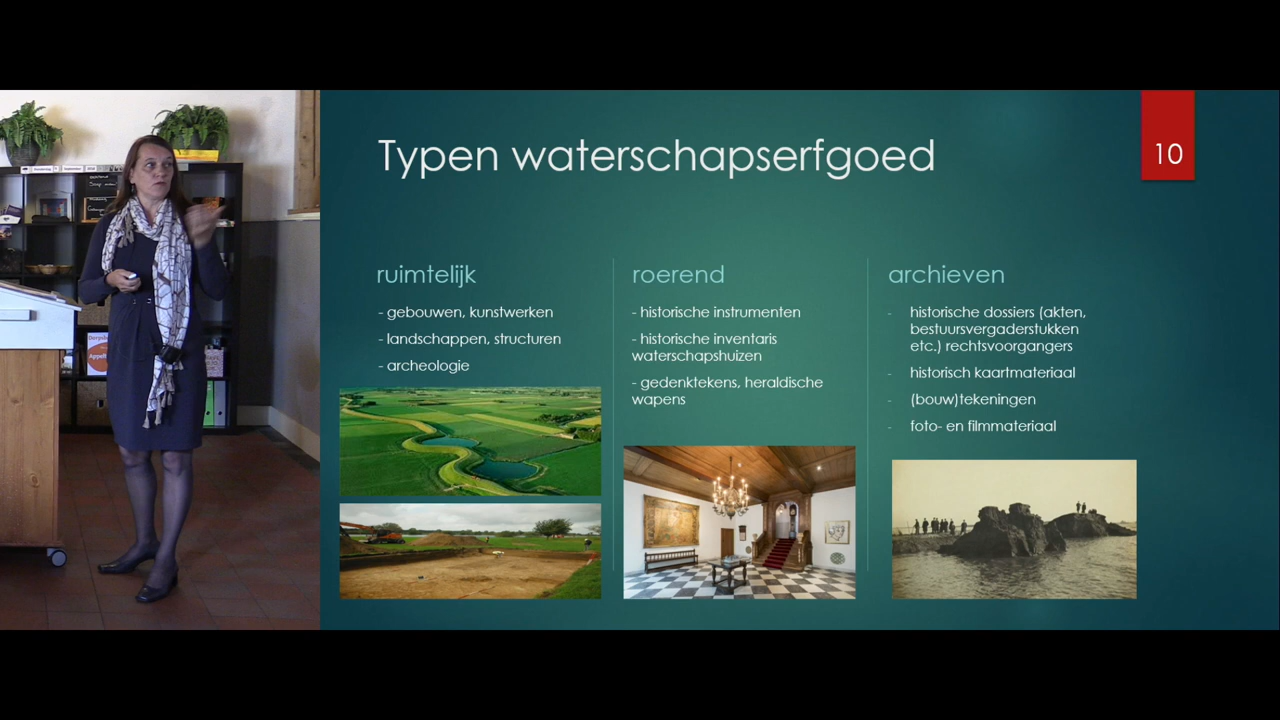 Typen waterschapserfgoed
10
ruimtelijk
- gebouwen, kunstwerken
- landschappen, structuren
- archeologie
roerend
- historische instrumenten
- historische inventaris
waterschapshuizen
- gedenktekens, heraldische
wapens
archieven
- historische dossiers (akten,
bestuursvergaderstukken
etc.) rechtsvoorgangers
- historisch kaartmateriaal
- (bouw)tekeningen
- foto- en filmmateriaal